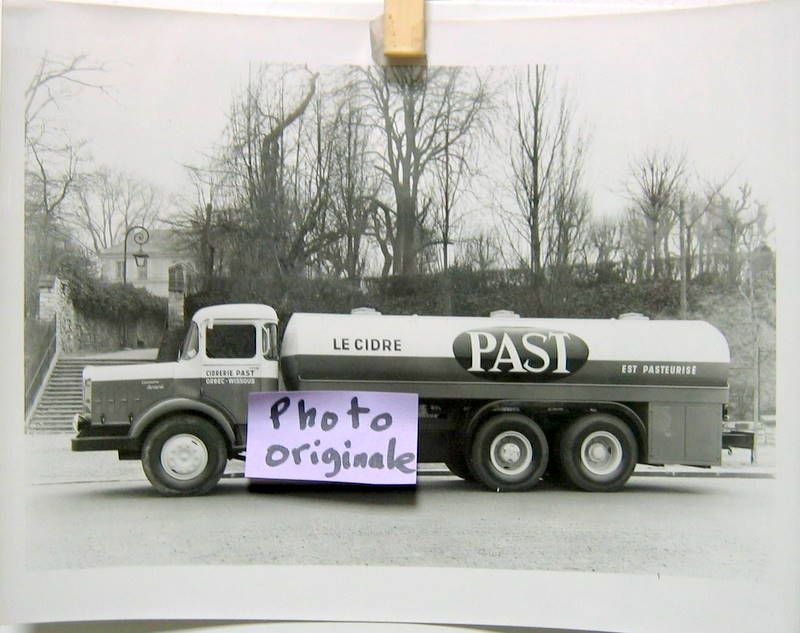 LE CIDRE
PAST
EST PASTEURISÉ
CIDRERIE PAST
ORBEC-WISSOUS
Photo
originale